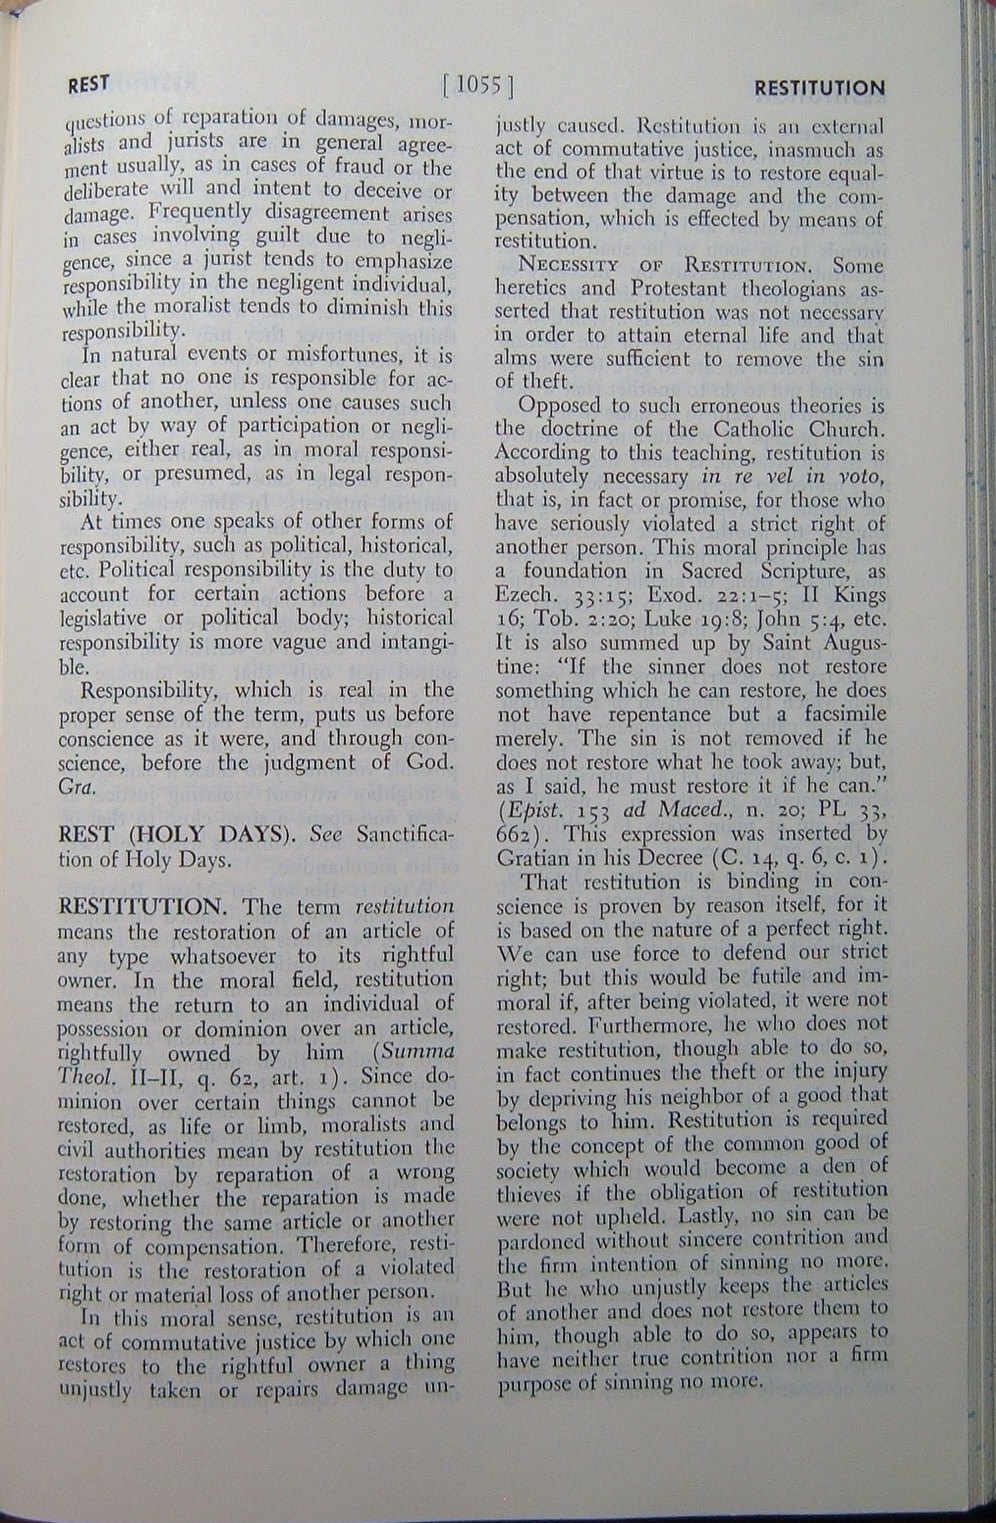 REST
[ 1055 ]
RESTITUTION
questions of reparation of damages, mor-
alists and jurists are in general agree-
ment usually, as in cases of fraud or the
deliberate will and intent to deceive or
damage. Frequently disagreement arises
in cases involving guilt due to negli-
gence, since a jurist tends to emphasize
responsibility in the negligent individual,
while the moralist tends to diminish this
responsibility.
In natural events or misfortunes, it is
clear that no one is responsible for ac-
tions of another, unless one causes such
an act by way of participation or negli-
gence, either real, as in moral responsi-
bility, or presumed, as in legal respon-
sibility.
At times one speaks of other forms of
responsibility, such as political, historical,
etc. Political responsibility is the duty to
account for certain actions before a
legislative or political body; historical
responsibility is more vague and intangi-
ble.
Responsibility, which is real in the
proper sense of the term, puts us before
conscience as it were, and through con-
science, before the judgment of God.
Gra.
REST (HOLY DAYS). See Sanctifica-
tion of Holy Days.
RESTITUTION. The term restitution
means the restoration of an article of
any type whatsoever to its rightful
owner. In the moral field, restitution
means the return to an individual of
possession or dominion over an article,
rightfully owned by him (Summa
Theol. II–II, q. 62, art. 1). Since do-
minion over certain things cannot be
restored, as life or limb, moralists and
civil authorities mean by restitution the
restoration by reparation of a wrong
done, whether the reparation is made
by restoring the same article or another
form of compensation. Therefore, resti-
tution is the restoration of a violated
right or material loss of another person.
In this moral sense, restitution is an
act of commutative justice by which one
restores to the rightful owner a thing
unjustly taken or repairs damage un-
justly caused. Restitution is an external
act of commutative justice, inasmuch as
the end of that virtue is to restore equal-
ity between the damage and the com-
pensation, which is effected by means of
restitution.
NECESSITY OF RESTITUTION. Some
heretics and Protestant theologians as-
serted that restitution was not necessary
in order to attain eternal life and that
alms were sufficient to remove the sin
of theft.
Opposed to such erroneous theories is
the doctrine of the Catholic Church.
According to this teaching, restitution is
absolutely necessary in re vel in voto,
that is, in fact or promise, for those who
have seriously violated a strict right of
another person. This moral principle has
a foundation in Sacred Scripture, as
Ezech. 33:15; Exod. 22:1–5; II Kings
16; Tob. 2:20; Luke 19:8; John 5:4, etc.
It is also summed up by Saint Augus-
tine: “If the sinner does not restore
something which he can restore, he does
not have repentance but a facsimile
merely. The sin is not removed if he
does not restore what he took away; but,
as I said, he must restore it if he can.”
(Epist. 153 ad Maced., n. 20; PL 33,
662). This expression was inserted by
Gratian in his Decree (C. 14, q. 6, c. 1).
That restitution is binding in con-
science is proven by reason itself, for it
is based on the nature of a perfect right.
We can use force to defend our strict
right; but this would be futile and im-
moral if, after being violated, it were not
restored. Furthermore, he who does not
make restitution, though able to do so,
in fact continues the theft or the injury
by depriving his neighbor of a good that
belongs to him. Restitution is required
by the concept of the common good of
society which would become a den of
thieves if the obligation of restitution
were not upheld. Lastly, no sin can be
pardoned without sincere contrition and
the firm intention of sinning no more.
But he who unjustly keeps the articles
of another and does not restore them to
him, though able to do so, appears to
have neither true contrition nor a firm
purpose of sinning no more.